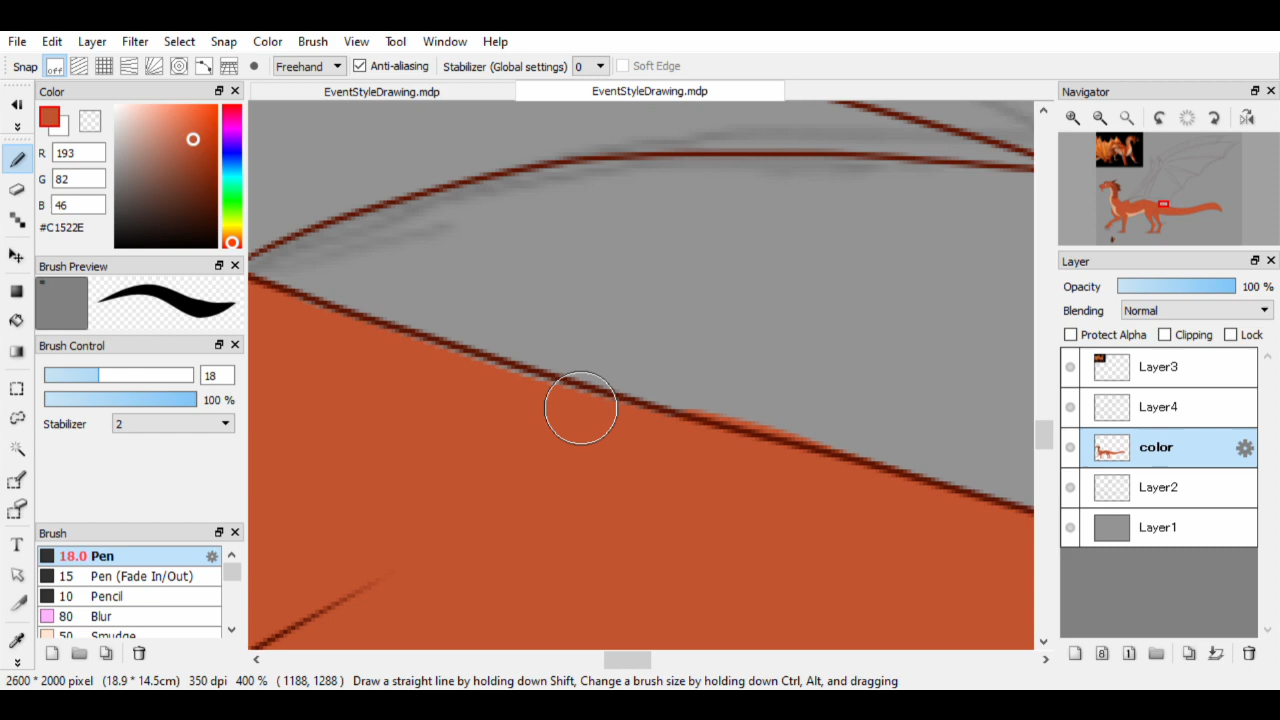 File Edit Layer Filter Select Snap Color Brush View Tool Window Help
Snap off Freehand Anti-aliasing Stabilizer (Global settings) 0 Soft Edge
Color
EventStyleDrawing.mdp EventStyleDrawing.mdp
Navigator
R 193
G 82
B 46
#C1522E
Brush Preview
Layer
Opacity 100 %
Blending Normal
Protect Alpha Clipping Lock
Brush Control
18
100 %
Stabilizer 2
Layer3
Layer4
color
Layer2
Layer1
Brush
18.0 Pen
15 Pen (Fade In/Out)
10 Pencil
80 Blur
50 Smudge
8 1
2600 * 2000 pixel (18.9 * 14.5cm) 350 dpi 400 % ( 1188, 1288 ) Draw a straight line by holding down Shift, Change a brush size by holding down Ctrl, Alt, and dragging